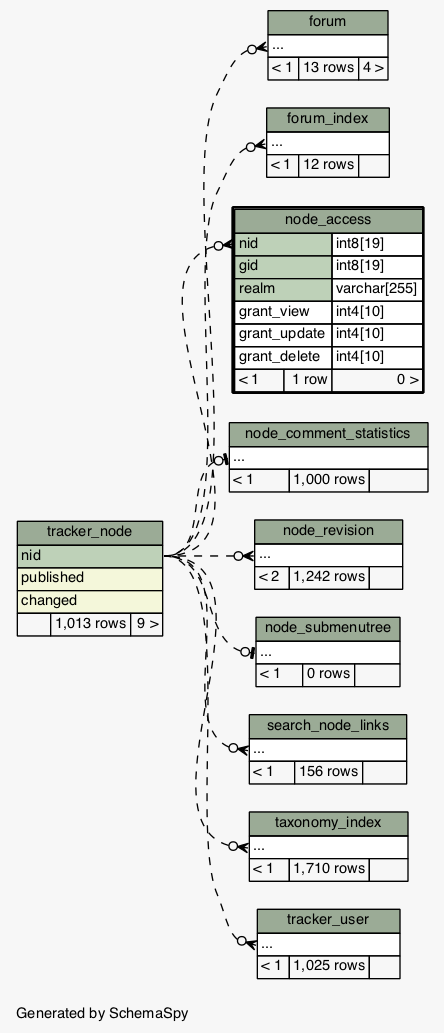 forum
...
< 1 13 rows 4 >
forum_index
...
< 1 12 rows
node_access
nid int8[19]
gid int8[19]
realm varchar[255]
grant_view int4[10]
grant_update int4[10]
grant_delete int4[10]
< 1 1 row 0 >
node_comment_statistics
...
< 1 1,000 rows
tracker_node
nid
published
changed
1,013 rows 9 >
node_revision
...
< 2 1,242 rows
node_submenutree
...
< 1 0 rows
search_node_links
...
< 1 156 rows
taxonomy_index
...
< 1 1,710 rows
tracker_user
...
< 1 1,025 rows
Generated by SchemaSpy